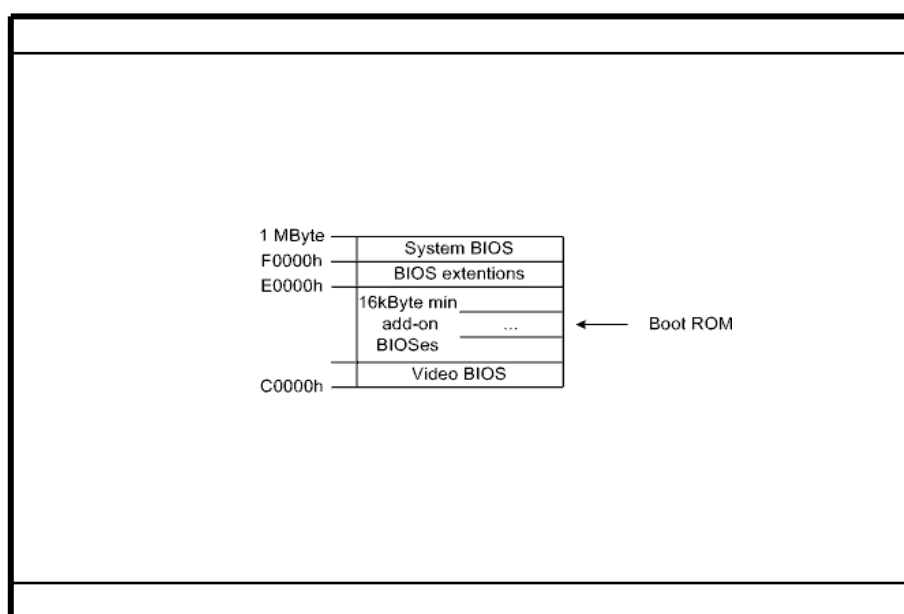 1 MByte
System BIOS
F0000h
BIOS extentions
E0000h
16kByte min
add-on
...
Boot ROM
BIOSes
Video BIOS
C0000h